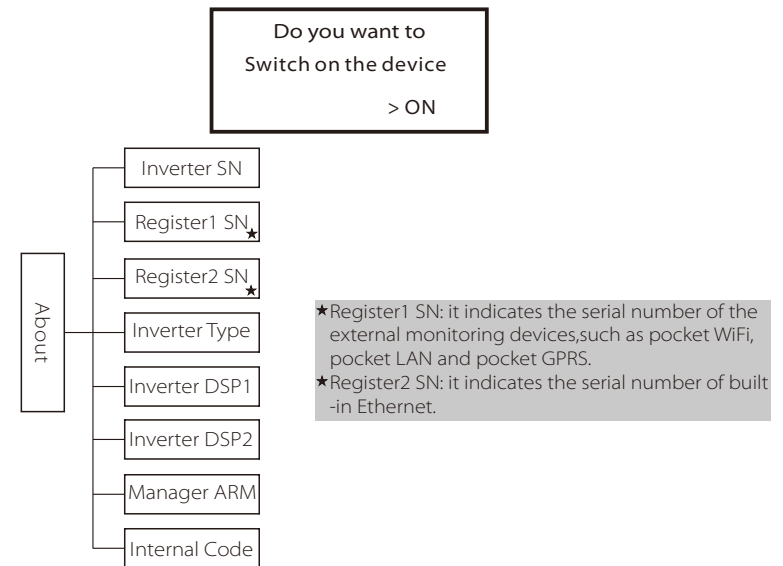 Do you want to
Switch on the device
> ON
About
Inverter SN
Register1 SN★
Register2 SN★
Inverter Type
Inverter DSP1
Inverter DSP2
Manager ARM
Internal Code
★Register1 SN: it indicates the serial number of the
external monitoring devices,such as pocket WiFi,
pocket LAN and pocket GPRS.
★Register2 SN: it indicates the serial number of built
-in Ethernet.